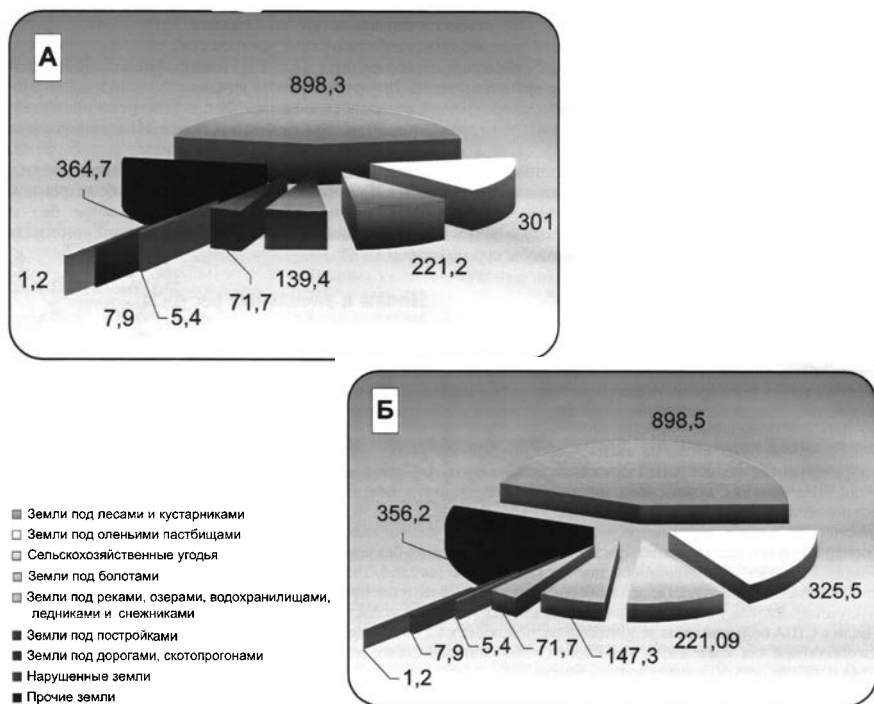 А
898,3
364,7
301
1,2
139,4
221,2
71,7
7,9
5,4
Б
898,5
356,2
325,5
7,9
5,4
71,7
147,3
221,09
1,2
Земли под лесами и кустарниками
Земли под оленьими пастбищами
Сельскохозяйственные угодья
Земли под болотами
Земли под реками, озерами, водохранилищами,
ледниками и снежниками
Земли под постройками
Земли под дорогами, скотопрогонами
Нарушенные земли
Прочие земли